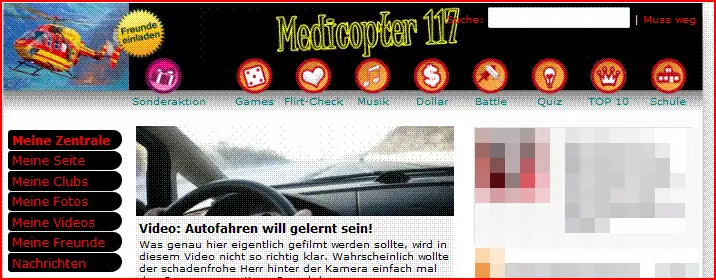 Freunde
einladen
Medicopter 117
Suche: | Muss weg
Sonderaktion Games Flirt-Check Musik Dollar Battle Quiz TOP 10 Schule
Meine Zentrale
Meine Seite
Meine Clubs
Meine Fotos
Meine Videos
Meine Freunde
Nachrichten
Video: Autofahren will gelernt sein!
Was genau hier eigentlich gefilmt werden sollte, wird in
diesem Video nicht so richtig klar. Wahrscheinlich wollte
der schadenfrohe Herr hinter der Kamera einfach mal